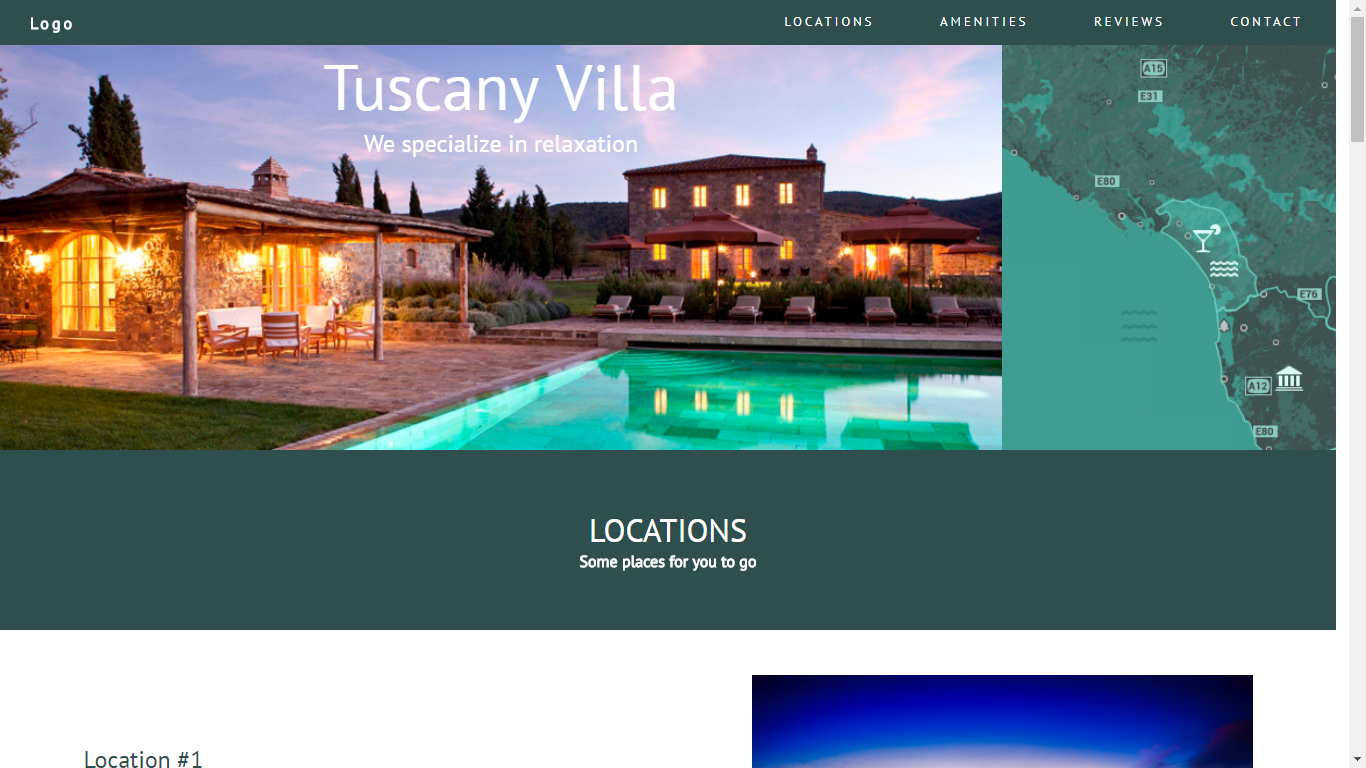 Logo
LOCATIONS
AMENITIES
REVIEWS
CONTACT
Tuscany Villa
We specialize in relaxation
A15
E31
E80
E76
A12
E80
LOCATIONS
Some places for you to go
Location #1